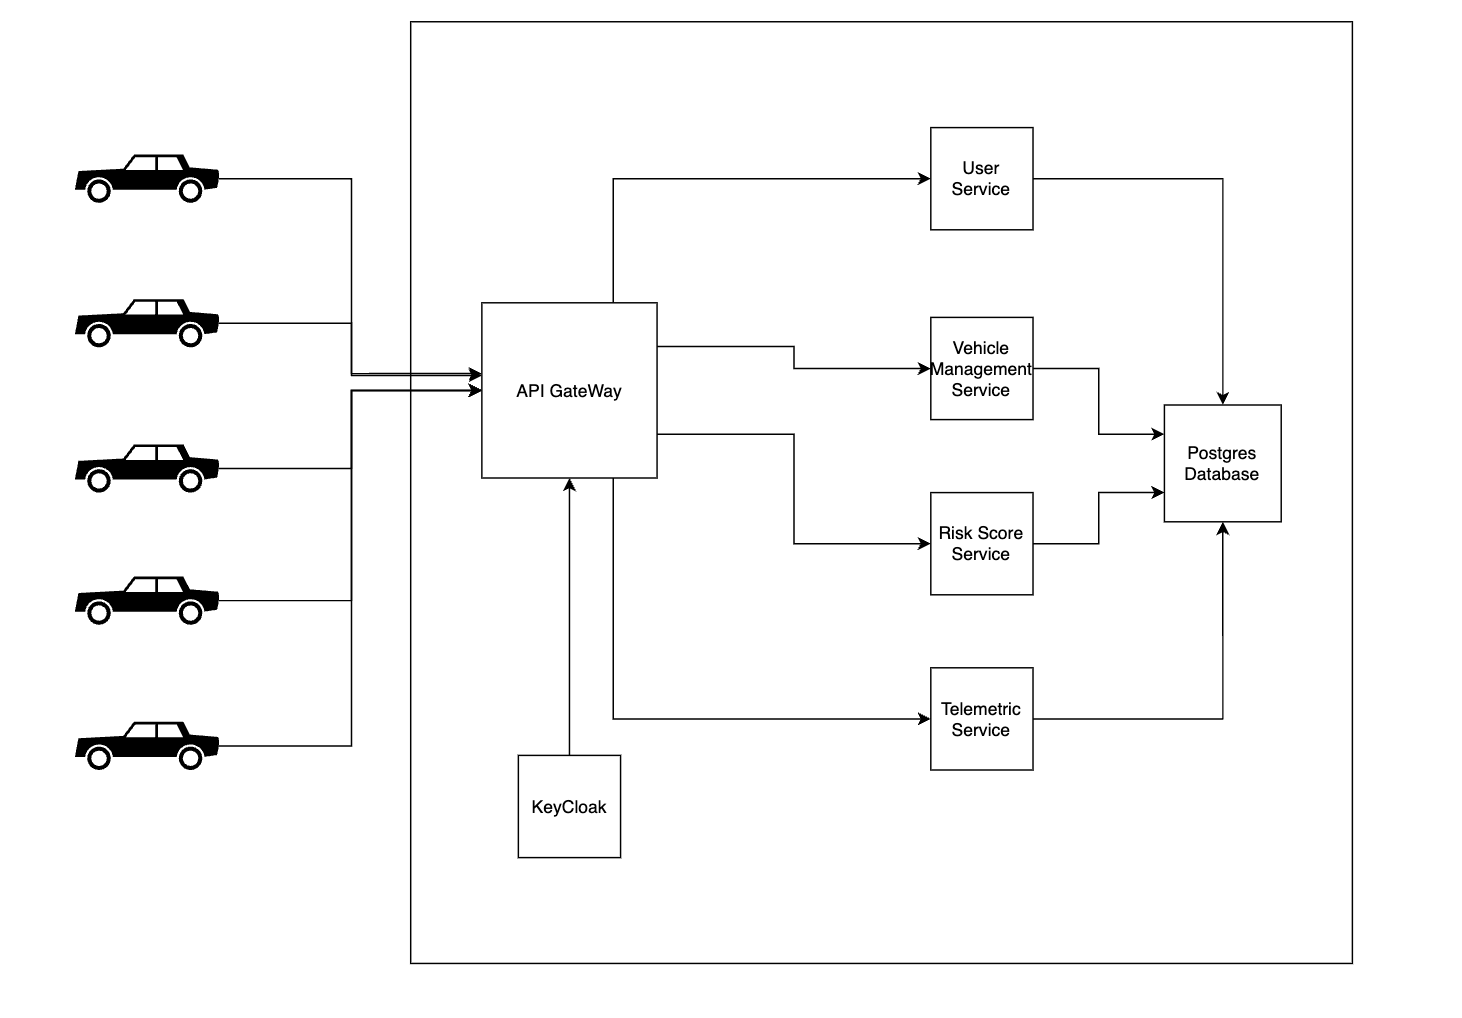 User
Service
API GateWay
Vehicle
Management
Service
Postgres
Database
Risk Score
Service
Telemetric
Service
KeyCloak